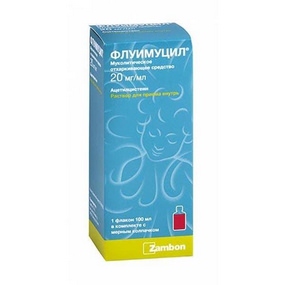 ФЛУИМУЦИЛ®
Муколитическое
отхаркивающее средство
20 мг/мл
Ацетилцистеин
Раствор для приема внутрь
1 флакон 100 мл
в комплекте с
мерным колпачком
Zambon